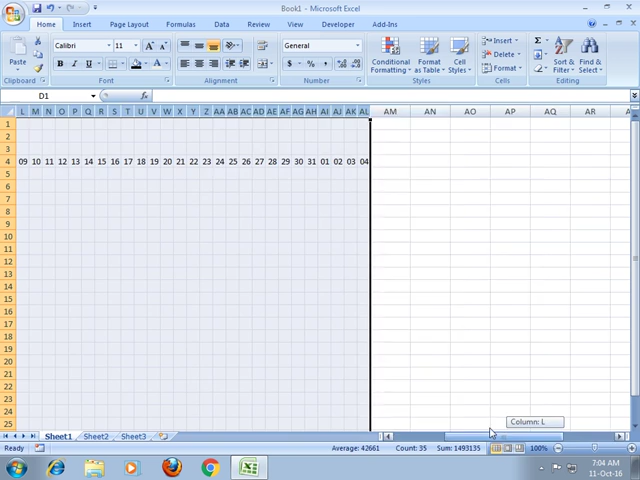 Book1 - Microsoft Excel
Home Insert Page Layout Formulas Data Review View Developer Add-Ins
Paste Calibri 11 A A General Conditional Formatting Format as Table Cell Styles Insert Delete Format Σ Sort & Filter Find & Select
B I U A $ % ,
Clipboard Font Alignment Number Styles Cells Editing
D1 fx
L M N O P Q R S T U V W X Y Z AA AB AC AD AE AF AG AH AI AJ AK AL AM AN AO AP AQ AR
1
2
3
4 09 10 11 12 13 14 15 16 17 18 19 20 21 22 23 24 25 26 27 28 29 30 31 01 02 03 04
5
6
7
8
9
10
11
12
13
14
15
16
17
18
19
20
21
22
23
24
25
Column: L
Sheet1 Sheet2 Sheet3
Ready Average: 42661 Count: 35 Sum: 1493135 100%
7:04 AM
11-Oct-16